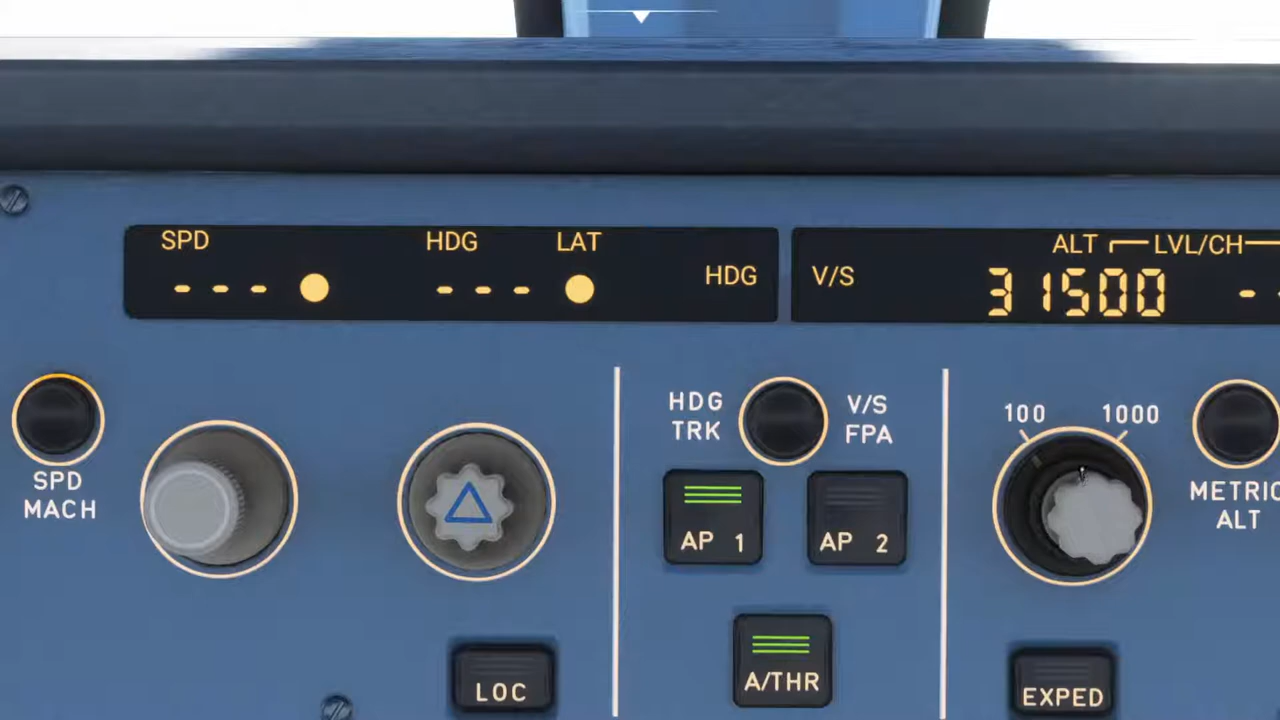 SPD
HDG LAT
ALT LVL/CH
- - - ● - - - ●
HDG
V/S
31500
- -
SPD
MACH
HDG
TRK
V/S
FPA
100 1000
METRIC
ALT
AP 1
AP 2
LOC
A/THR
EXPED